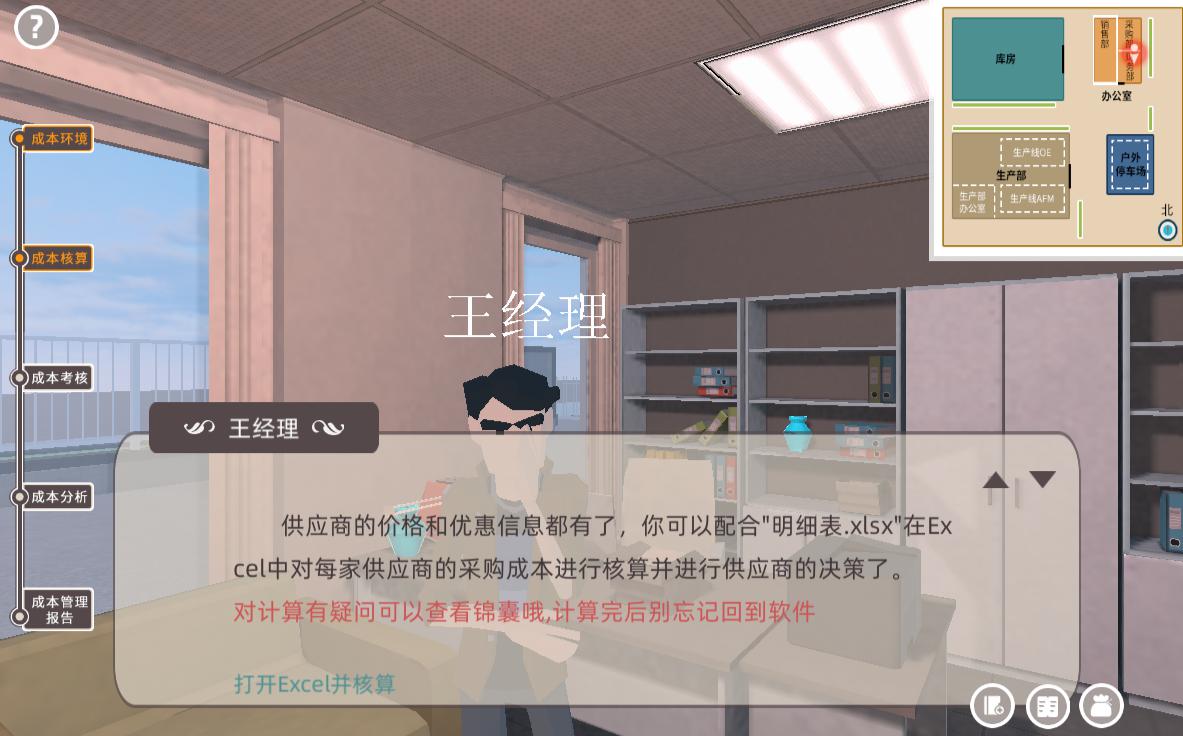 ?
成本环境
成本核算
成本考核
成本分析
成本管理
报告
库房
销售部
采购部
务部
办公室
生产线OE
生产部
生产部
办公室
生产线AFM
户外
停车场
北
王经理
王经理
供应商的价格和优惠信息都有了，你可以配合"明细表.xlsx"在Ex
cel中对每家供应商的采购成本进行核算并进行供应商的决策了。
对计算有疑问可以查看锦囊哦,计算完后别忘记回到软件
打开Excel并核算